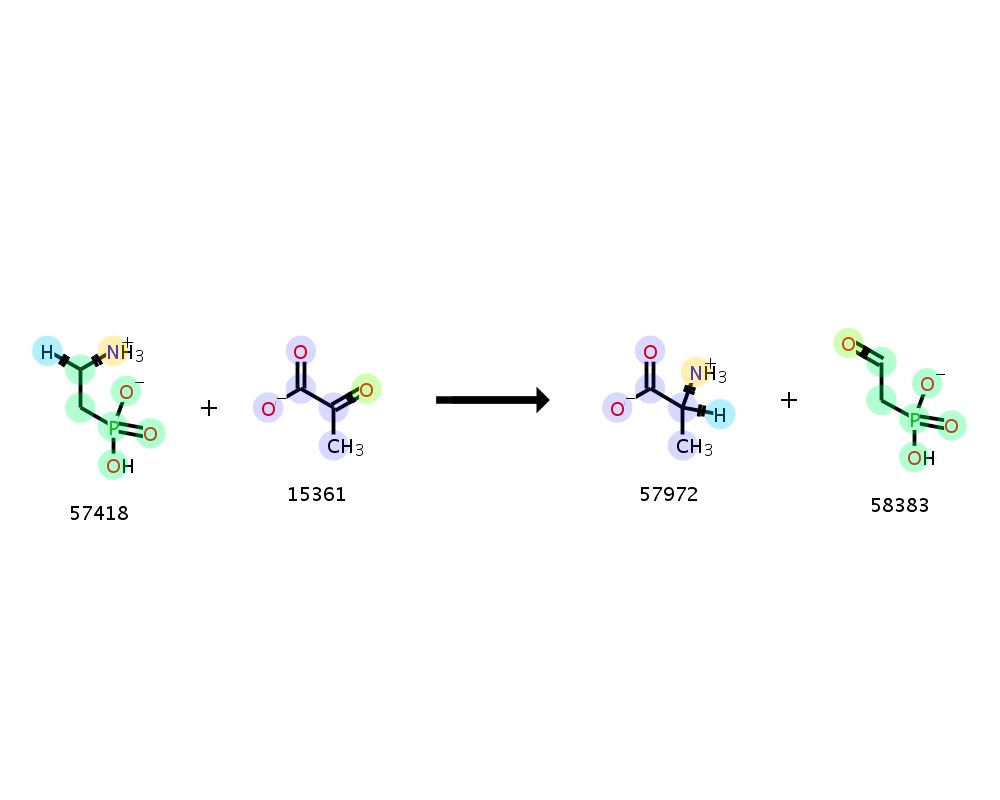 H NH3+
O−
P O
OH
57418
+
O
O− O
CH3
15361
O
NH3+
O− H
CH3
57972
+
O
O−
P O
OH
58383